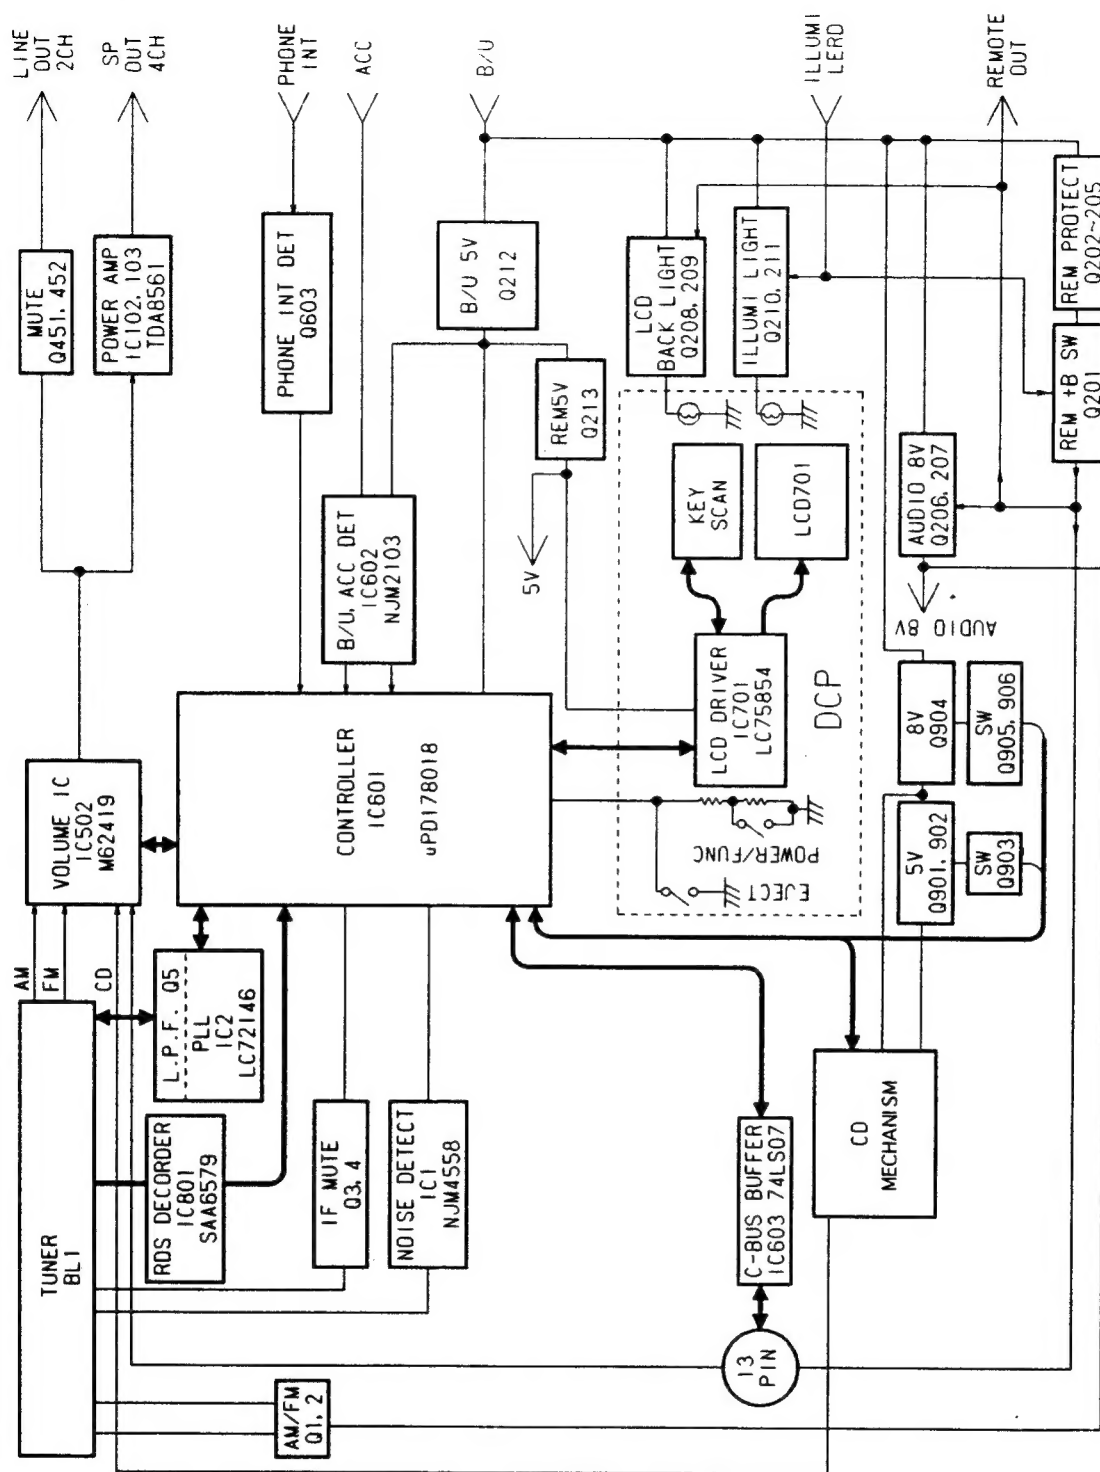 LINE
OUT
2CH
SP
OUT
4CH
PHONE
INT
ACC
B/U
ILLUMI
LERD
REMOTE
OUT
MUTE
Q451, 452
POWER AMP
IC102, 103
TDA8561
PHONE INT DET
Q603
B/U 5V
Q212
LCD
BACK LIGHT
Q208, 209
ILLUMI LIGHT
Q210, 211
REM PROTECT
Q202~205
REM +B SW
Q201
B/U, ACC DET
IC602
NJM2103
REM5V
Q213
5V
KEY
SCAN
LCD701
AUDIO 8V
Q206, 207
AUDIO 8V
VOLUME IC
IC502
M62419
CONTROLLER
IC601
uPD178018
LCD DRIVER
IC701
LC75854
DCP
POWER/FUNC
EJECT
8V
Q904
SW
Q905, 906
5V
Q901, 902
SW
Q903
AM
FM
CD
L.P.F. Q5
PLL
IC2
LC72146
TUNER
BL1
RDS DECORDER
IC801
SAA6579
IF MUTE
Q3, 4
NOISE DETECT
IC1
NJM4558
C-BUS BUFFER
IC603 74LS07
CD
MECHANISM
13
PIN
AM/FM
Q1, 2